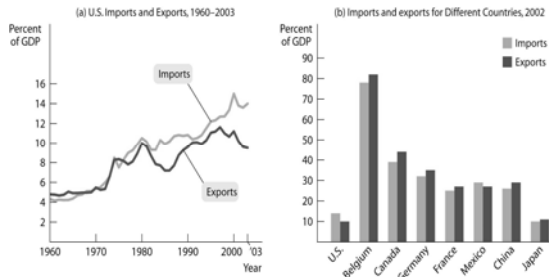 (a) U.S. Imports and Exports, 1960–2003
Percent
of GDP
16
14
12
10
8
6
4
2
Imports
Exports
1960
1970
1980
1990
2000
'03
Year
(b) Imports and exports for Different Countries, 2002
Percent
of GDP
Imports
Exports
90
80
70
60
50
40
30
20
10
U.S.
Belgium
Canada
Germany
France
Mexico
China
Japan